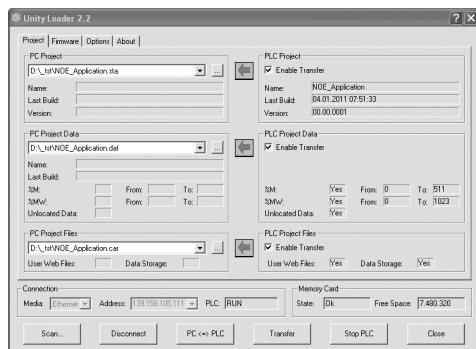 Unity Loader 2.2
Project Firmware Options About
PC Project
D:\_tst\NOE_Application.sta ...
Name:
Last Build:
Version:
PLC Project
Enable Transfer
Name: NOE_Application
Last Build: 04.01.2011 07:51:33
Version: 00.00.0001
PC Project Data
D:\_tst\NOE_Application.dat ...
Name:
Last Build:
%M: From: To:
%MW: From: To:
Unlocated Data:
PLC Project Data
Enable Transfer
%M: Yes From: 0 To: 511
%MW: Yes From: 0 To: 1023
Unlocated Data: Yes
PC Project Files
D:\_tst\NOE_Application.car ...
User Web Files: Data Storage:
PLC Project Files
Enable Transfer
User Web Files: Yes Data Storage: Yes
Connection
Media: Ethernet Address: 139.158.105.111 PLC: RUN
Memory Card
State: Ok Free Space: 7.480.320
Scan... Disconnect PC <=> PLC Transfer Stop PLC Close